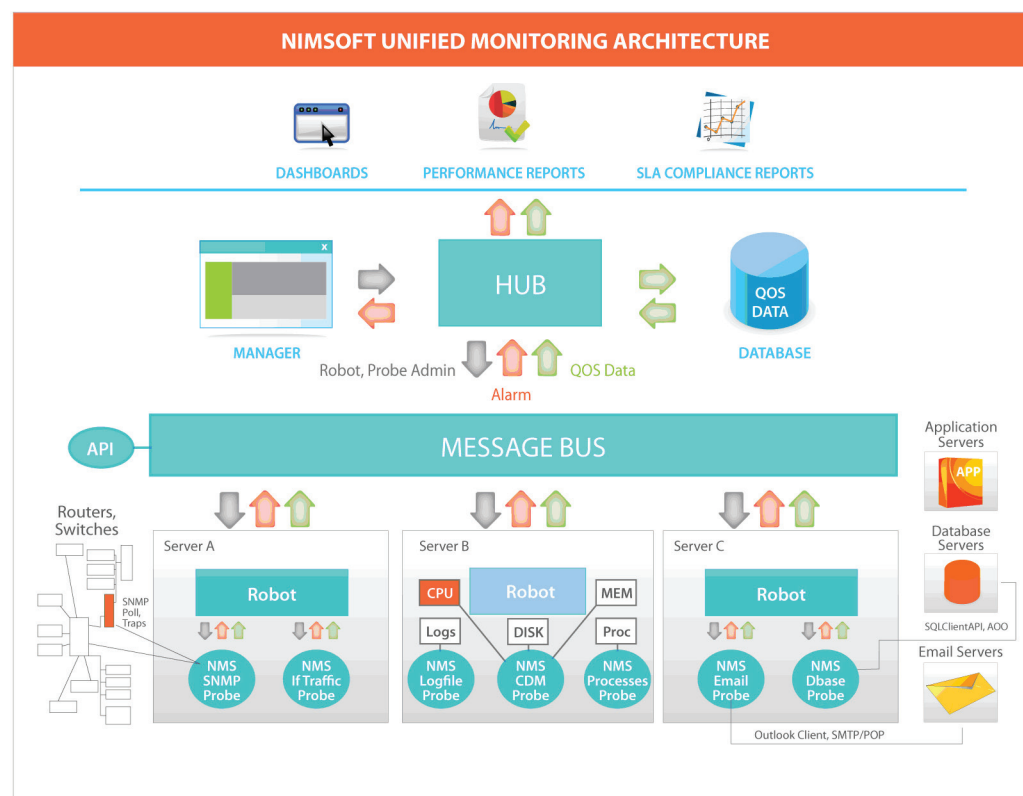 NIMSOFT UNIFIED MONITORING ARCHITECTURE
DASHBOARDS
PERFORMANCE REPORTS
SLA COMPLIANCE REPORTS
X
HUB
QOS
DATA
MANAGER
DATABASE
Robot, Probe Admin
QOS Data
Alarm
API
MESSAGE BUS
Application
Servers
APP
Routers,
Switches
Server A
Server B
Server C
Database
Servers
Robot
CPU
Robot
MEM
Robot
SNMP
Poll,
Traps
Logs
DISK
Proc
SQLClientAPI, AOO
Email Servers
NMS
SNMP
Probe
NMS
If Traffic
Probe
NMS
Logfile
Probe
NMS
CDM
Probe
NMS
Processes
Probe
NMS
Email
Probe
NMS
Dbase
Probe
Outlook Client, SMTP/POP